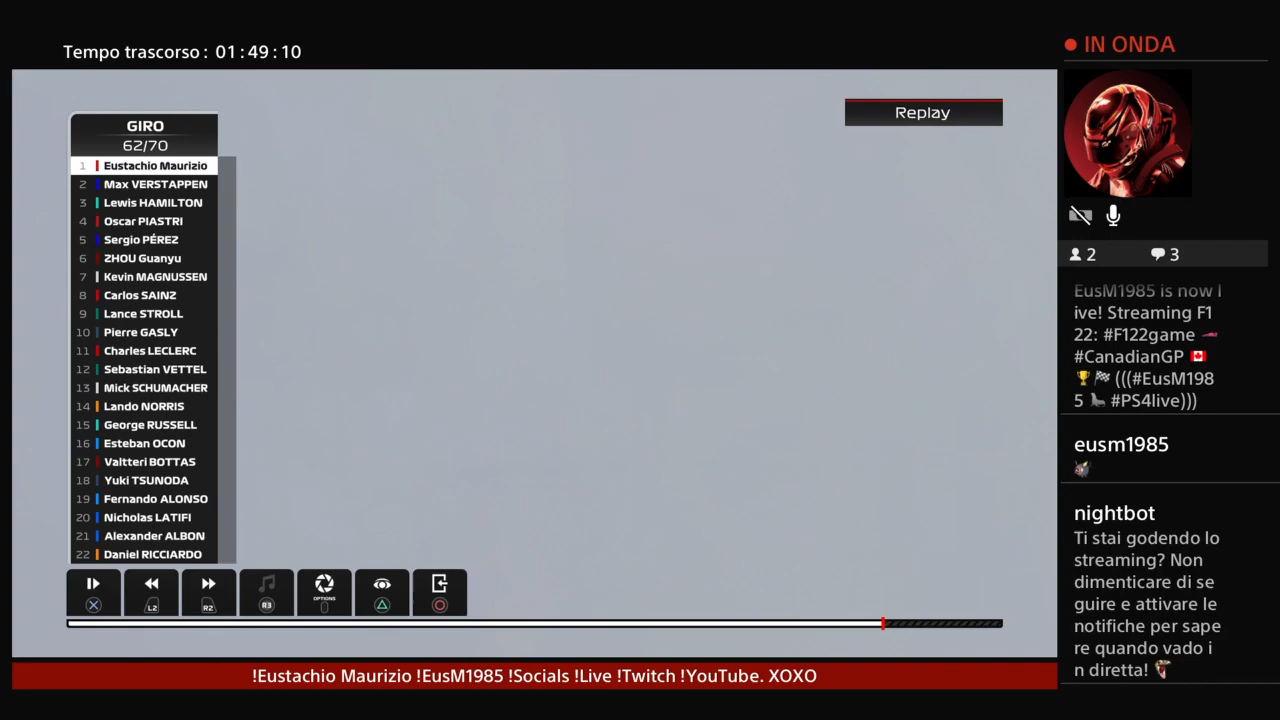 Tempo trascorso: 01:49:10
IN ONDA
GIRO
62/70
Replay
1 Eustachio Maurizio
2 Max VERSTAPPEN
3 Lewis HAMILTON
4 Oscar PIASTRI
5 Sergio PÉREZ
6 ZHOU Guanyu
7 Kevin MAGNUSSEN
8 Carlos SAINZ
9 Lance STROLL
10 Pierre GASLY
11 Charles LECLERC
12 Sebastian VETTEL
13 Mick SCHUMACHER
14 Lando NORRIS
15 George RUSSELL
16 Esteban OCON
17 Valtteri BOTTAS
18 Yuki TSUNODA
19 Fernando ALONSO
20 Nicholas LATIFI
21 Alexander ALBON
22 Daniel RICCIARDO
L2
R2
R3
OPTIONS
!Eustachio Maurizio !EusM1985 !Socials !Live !Twitch !YouTube. XOXO
2 3
EusM1985 is now l
ive! Streaming F1
22: #F122game
#CanadianGP 🇨🇦
🏆🏁 (((#EusM198
5 #PS4live)))
eusm1985
nightbot
Ti stai godendo lo
streaming? Non
dimenticare di se
guire e attivare le
notifiche per sape
re quando vado i
n diretta!